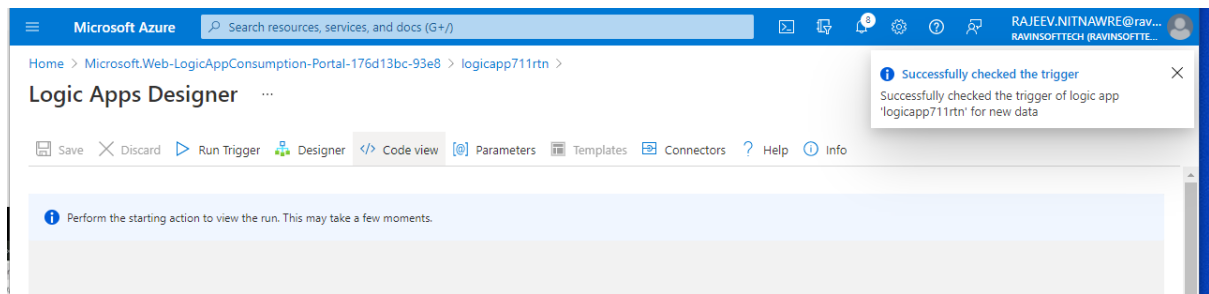 Microsoft Azure
Search resources, services, and docs (G+/)
8
RAJEEV.NITNAWRE@rav...
RAVINSOFTTECH (RAVINSOFTTE...
Home > Microsoft.Web-LogicAppConsumption-Portal-176d13bc-93e8 > logicapp711rtn >
Logic Apps Designer ...
Successfully checked the trigger
Successfully checked the trigger of logic app
'logicapp711rtn' for new data
Save Discard Run Trigger Designer </> Code view [@] Parameters Templates Connectors ? Help Info
Perform the starting action to view the run. This may take a few moments.